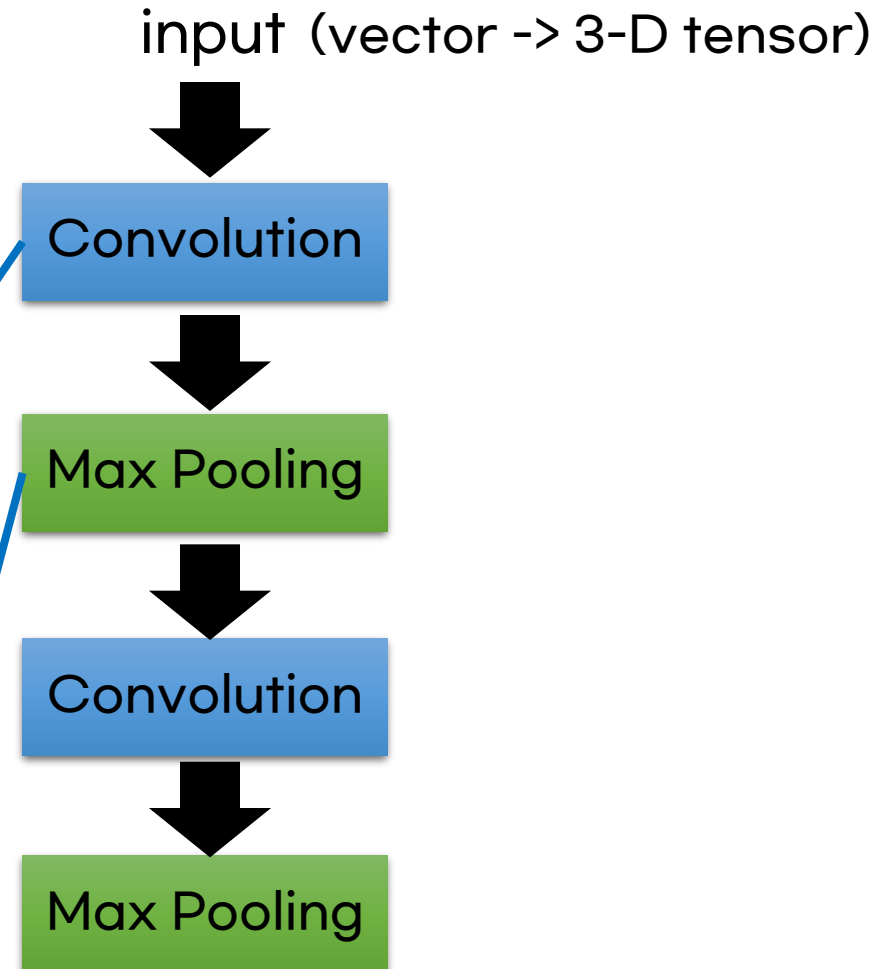 input (vector -> 3-D tensor)
Convolution
Max Pooling
Convolution
Max Pooling